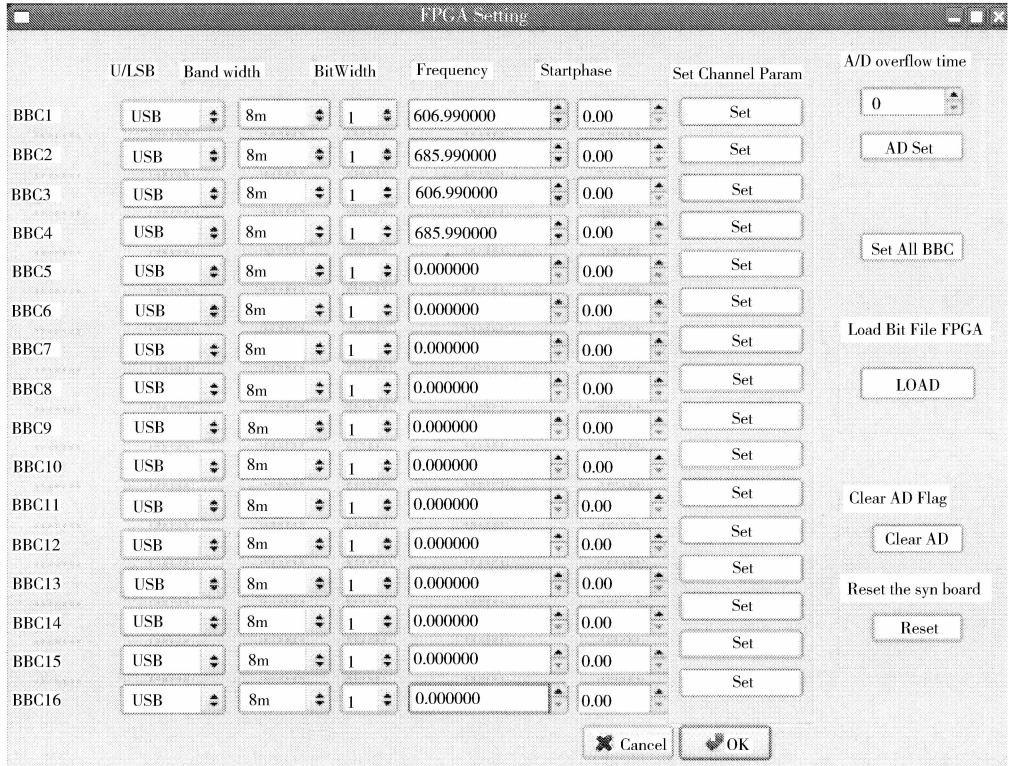 FPGA Setting
U/LSB Band width BitWidth Frequency Startphase Set Channel Param A/D overflow time
BBC1 USB 8m 1 606.990000 0.00 Set 0
BBC2 USB 8m 1 685.990000 0.00 Set AD Set
BBC3 USB 8m 1 606.990000 0.00 Set
BBC4 USB 8m 1 685.990000 0.00 Set Set All BBC
BBC5 USB 8m 1 0.000000 0.00 Set
BBC6 USB 8m 1 0.000000 0.00 Set Load Bit File FPGA
BBC7 USB 8m 1 0.000000 0.00 Set
BBC8 USB 8m 1 0.000000 0.00 Set LOAD
BBC9 USB 8m 1 0.000000 0.00 Set
BBC10 USB 8m 1 0.000000 0.00 Set
BBC11 USB 8m 1 0.000000 0.00 Set Clear AD Flag
BBC12 USB 8m 1 0.000000 0.00 Set Clear AD
BBC13 USB 8m 1 0.000000 0.00 Set Reset the syn board
BBC14 USB 8m 1 0.000000 0.00 Set Reset
BBC15 USB 8m 1 0.000000 0.00 Set
BBC16 USB 8m 1 0.000000 0.00 Set
Cancel OK